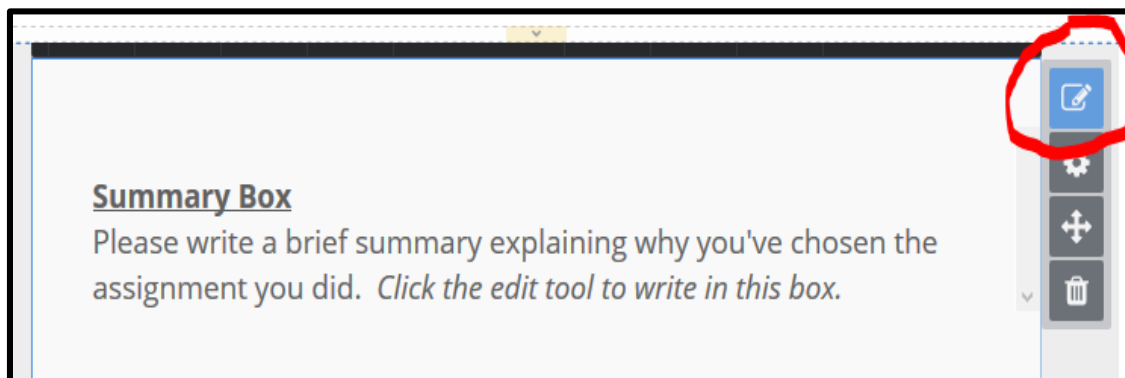 Summary Box
Please write a brief summary explaining why you've chosen the
assignment you did.  Click the edit tool to write in this box.